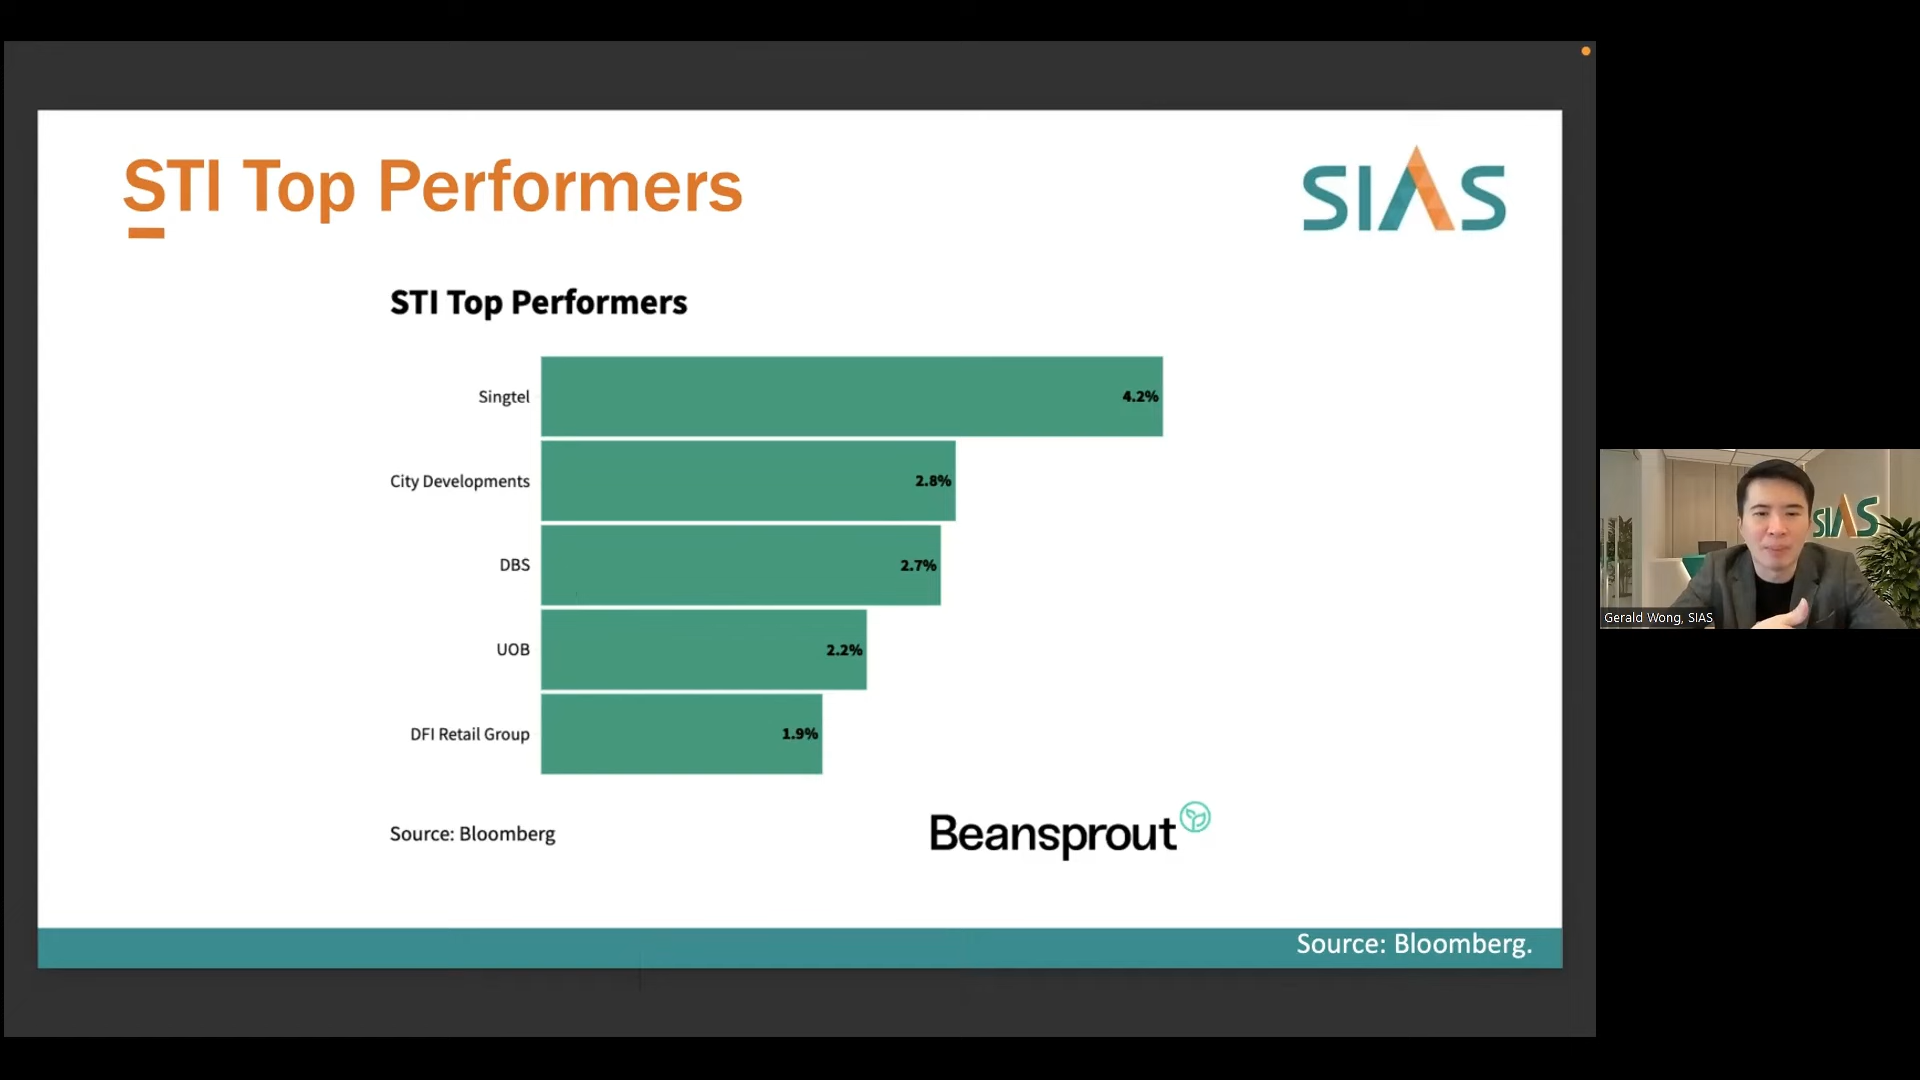 STI Top Performers
SIAS
STI Top Performers
Singtel
4.2%
City Developments
2.8%
DBS
2.7%
UOB
2.2%
DFI Retail Group
1.9%
Source: Bloomberg
Beansprout
Source: Bloomberg.
SIAS
Gerald Wong, SIAS